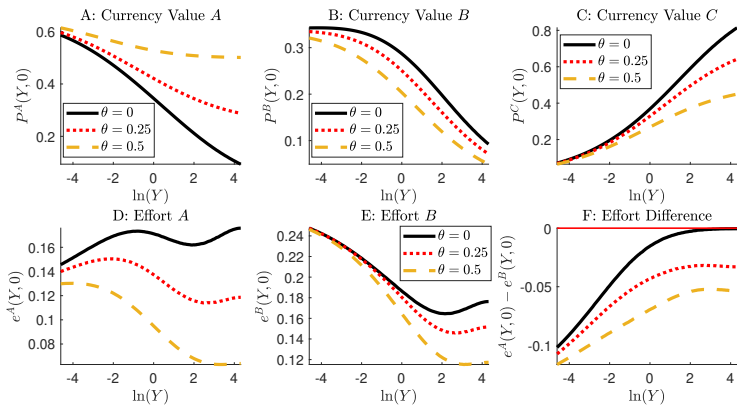 A: Currency Value A
P^A(Y, 0)
0.6
0.4
0.2
θ = 0
θ = 0.25
θ = 0.5
-4 -2 0 2 4
ln(Y)
B: Currency Value B
P^B(Y, 0)
0.3
0.2
0.1
θ = 0
θ = 0.25
θ = 0.5
-4 -2 0 2 4
ln(Y)
C: Currency Value C
P^C(Y, 0)
0.8
0.6
0.4
0.2
θ = 0
θ = 0.25
θ = 0.5
-4 -2 0 2 4
ln(Y)
D: Effort A
e^A(Y, 0)
0.16
0.14
0.12
0.1
0.08
-4 -2 0 2 4
ln(Y)
E: Effort B
e^B(Y, 0)
0.24
0.22
0.2
0.18
0.16
0.14
0.12
θ = 0
θ = 0.25
θ = 0.5
-4 -2 0 2 4
ln(Y)
F: Effort Difference
e^A(Y, 0) − e^B(Y, 0)
0
-0.05
-0.1
-4 -2 0 2 4
ln(Y)